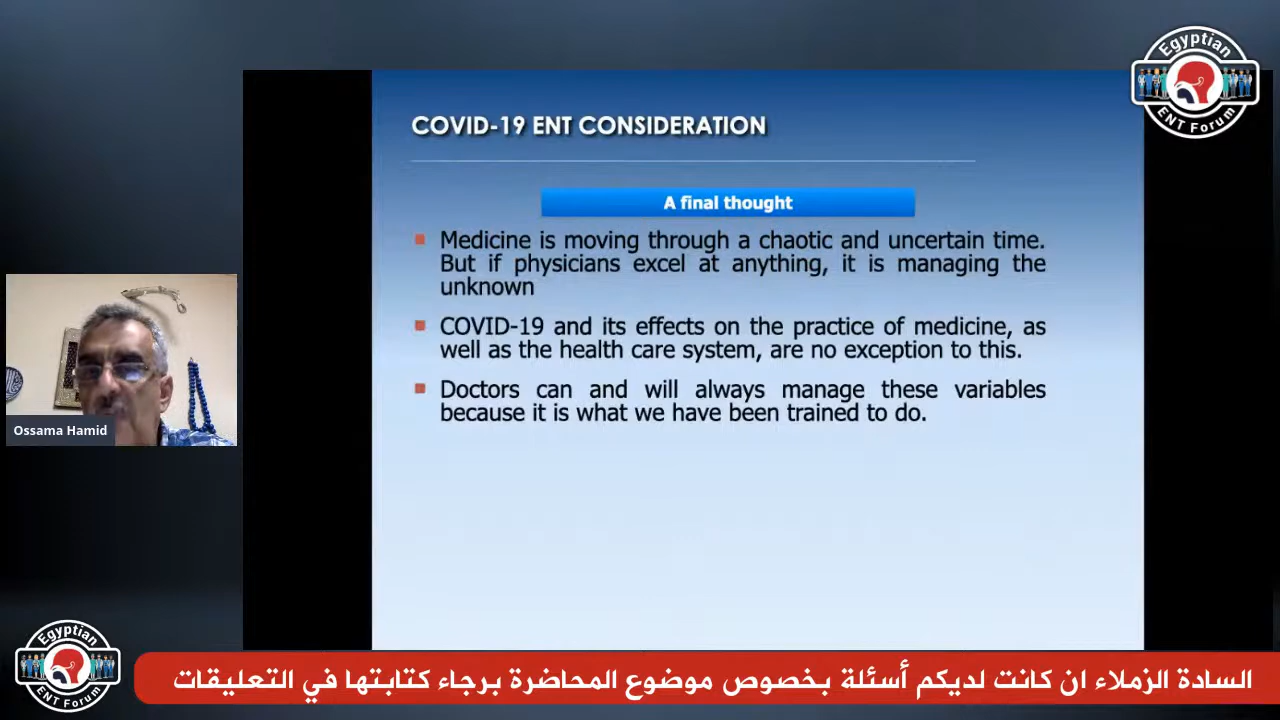 Egyptian
ENT Forum
COVID-19 ENT CONSIDERATION
A final thought
Medicine is moving through a chaotic and uncertain time.
But if physicians excel at anything, it is managing the
unknown
COVID-19 and its effects on the practice of medicine, as
well as the health care system, are no exception to this.
Doctors can and will always manage these variables
because it is what we have been trained to do.
Ossama Hamid
Egyptian
ENT Forum
السادة الزملاء ان كانت لديكم أسئلة بخصوص موضوع المحاضرة برجاء كتابتها في التعليقات